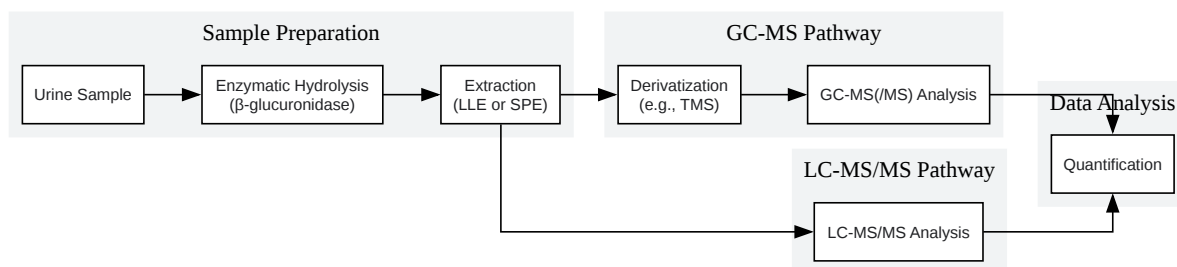 Sample Preparation
Urine Sample
Enzymatic Hydrolysis
(β-glucuronidase)
Extraction
(LLE or SPE)
GC-MS Pathway
Derivatization
(e.g., TMS)
GC-MS(/MS) Analysis
LC-MS/MS Pathway
LC-MS/MS Analysis
Data Analysis
Quantification